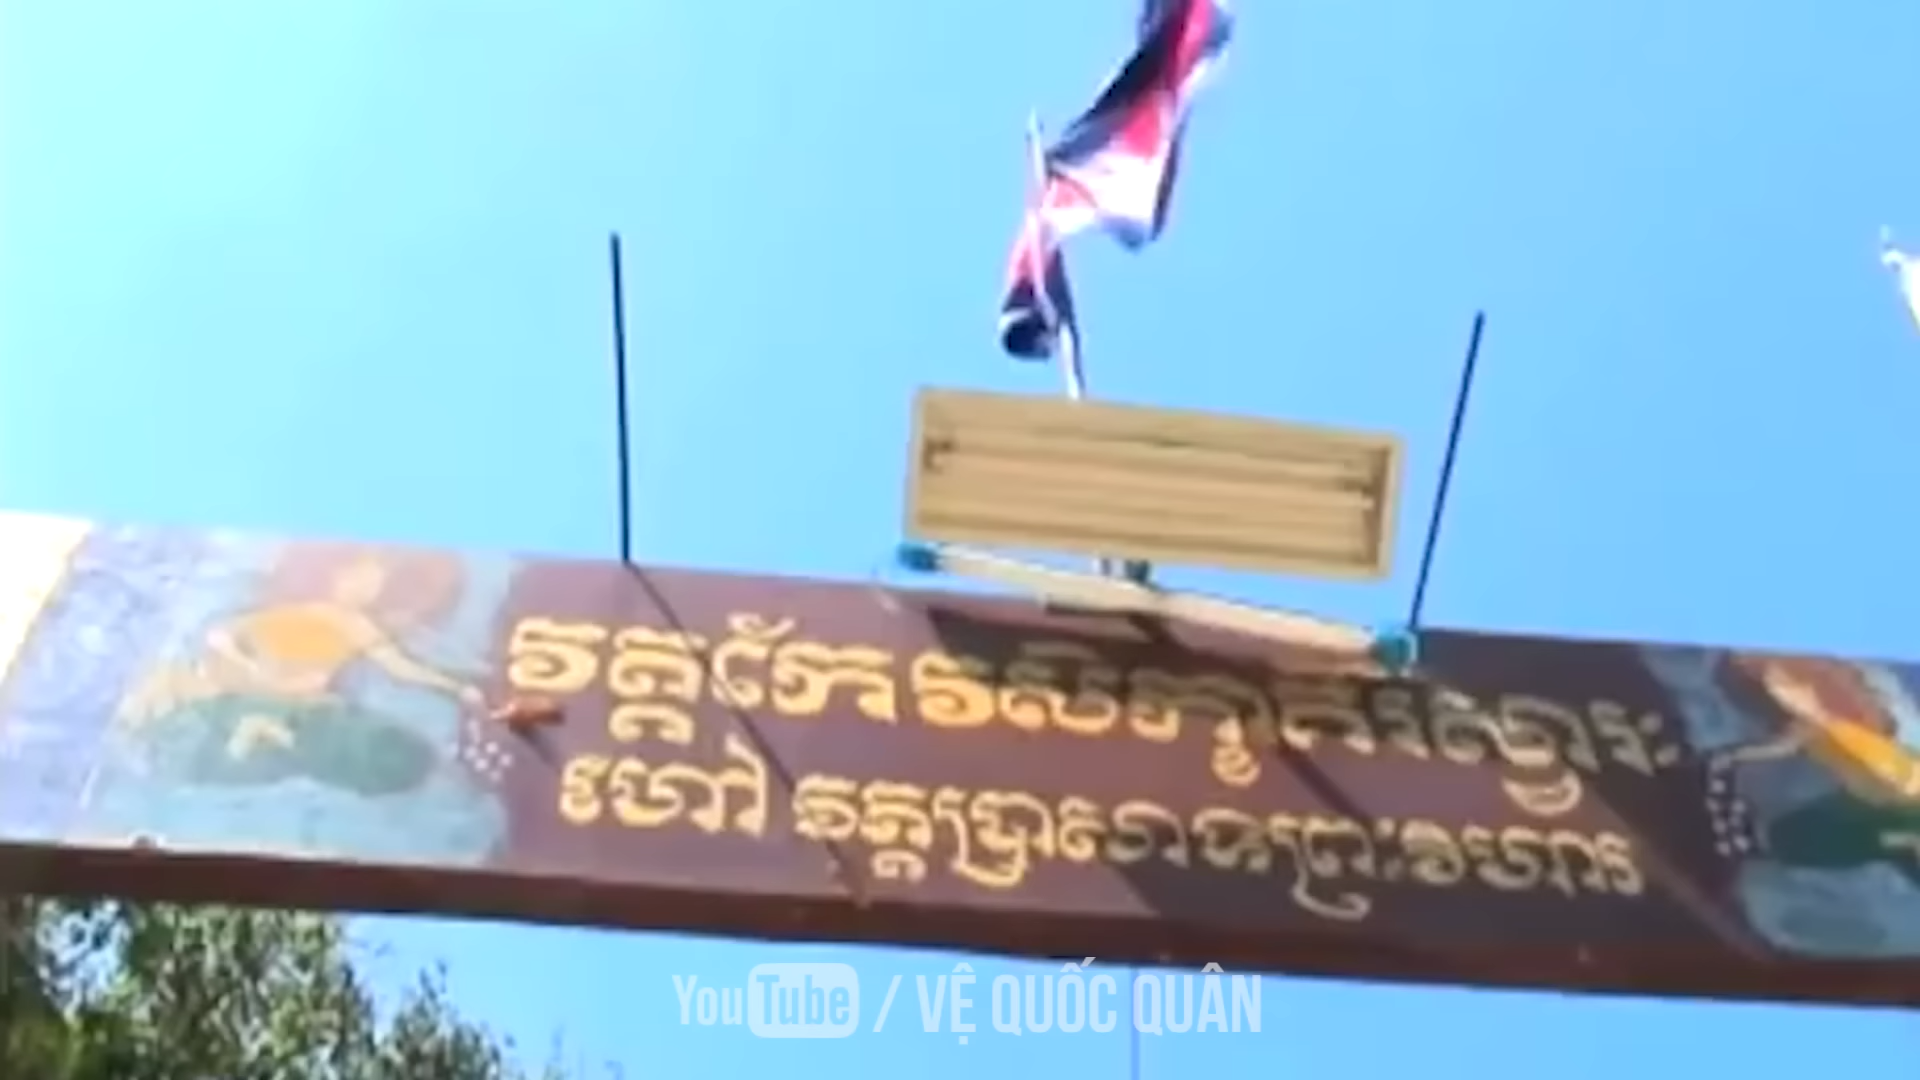 វត្តកែវសិក្ខាគិរីស្វារៈ
ហៅ វត្តប្រាសាទព្រះវិហារ
YouTube / VỆ QUỐC QUÂN